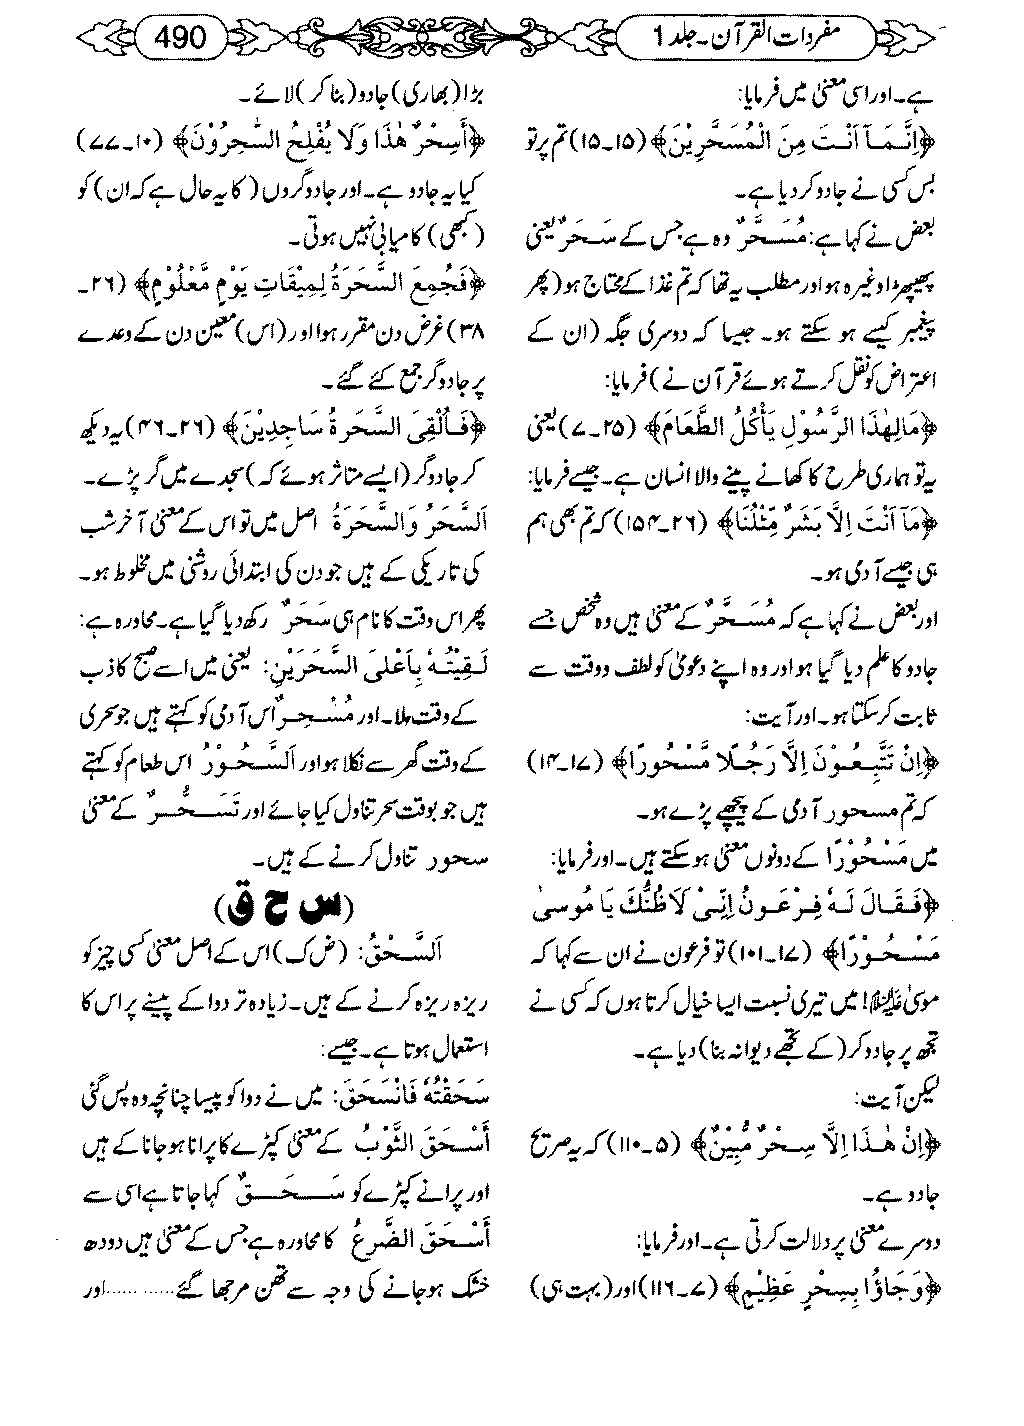 مفردات القرآن۔ جلد 1
490
ہے۔ اور اسی معنیٰ میں فرمایا:
﴿اِنَّمَآ اَنْتَ مِنَ الْمُسَحَّرِیْنَ﴾ (۱۵۔۱۵) تم پر تو
بس کسی نے جادو کر دیا ہے۔
بعض نے کہا ہے: مُسَحَّرٌ وہ ہے جس کے سَحَرٌ یعنی
پھیپھڑا وغیرہ ہو اور مطلب یہ تھا کہ تم غذا کے محتاج ہو (پھر
پیغمبر کیسے ہو سکتے ہو۔ جیسا کہ دوسری جگہ (ان کے
اعتراض کو نقل کرتے ہوئے قرآن نے) فرمایا:
﴿مَالِ هٰذَا الرَّسُوْلِ یَأْكُلُ الطَّعَامَ﴾ (۲۵۔۷) یعنی
یہ تو ہماری طرح کا کھانے پینے والا انسان ہے۔ جیسے فرمایا:
﴿مَآ اَنْتَ اِلَّا بَشَرٌ مِّثْلُنَا﴾ (۲۶۔۱۵۴) کہ تم بھی ہم
ہی جیسے آدمی ہو۔
اور بعض نے کہا ہے کہ مُسَحَّرٌ کے معنیٰ ہیں وہ شخص جسے
جادو کا علم دیا گیا ہو اور وہ اپنے دعویٰ کو لطف و دقت سے
ثابت کر سکتا ہو۔ اور آیت:
﴿اِنْ تَتَّبِعُوْنَ اِلَّا رَجُلًا مَّسْحُوْرًا﴾ (۱۷۔۱۴)
کہ تم مسحور آدمی کے پیچھے پڑے ہو۔
میں مَسْحُوْرًا کے دونوں معنیٰ ہو سکتے ہیں۔ اور فرمایا:
﴿فَقَالَ لَهٗ فِرْعَوْنُ اِنِّیْ لَاَظُنُّكَ یَا مُوسیٰ
مَسْحُوْرًا﴾ (۱۷۔۱۰۱) تو فرعون نے ان سے کہا کہ
موسیٰ علیہ السلام! میں تیری نسبت ایسا خیال کرتا ہوں کہ کسی نے
تجھ پر جادو کر (کے تجھے دیوانہ بنا) دیا ہے۔
لیکن آیت:
﴿اِنْ هٰذَا اِلَّا سِحْرٌ مُّبِیْنٌ﴾ (۵۔۱۱۰) کہ یہ صریح
جادو ہے۔
دوسرے معنیٰ پر دلالت کرتی ہے۔ اور فرمایا:
﴿وَجَاؤُا بِسِحْرٍ عَظِیْمٍ﴾ (۷۔۱۱۶) اور (بہت ہی)
بڑا (بھاری) جادو (بنا کر) لائے۔
﴿أَسِحْرٌ هٰذَا وَلَا یُفْلِحُ السّٰحِرُوْنَ﴾ (۱۰۔۷۷)
کیا یہ جادو ہے۔ اور جادوگروں (کا یہ حال ہے کہ ان) کو
(کبھی) کامیابی نہیں ہوتی۔
﴿فَجُمِعَ السَّحَرَةُ لِمِیْقَاتِ یَوْمٍ مَّعْلُوْمٍ﴾ (۲۶۔
۳۸) غرض دن مقرر ہوا اور (اس) معین دن کے وعدے
پر جادوگر جمع کئے گئے۔
﴿فَأُلْقِیَ السَّحَرَةُ سَاجِدِیْنَ﴾ (۲۶۔۴۶) یہ دیکھ
کر جادوگر (ایسے متاثر ہوئے کہ) سجدے میں گر پڑے۔
اَلسَّحَرُ وَالسَّحَرَةُ اصل میں تو اس کے معنیٰ آخر شب
کی تاریکی کے ہیں جو دن کی ابتدائی روشنی میں مخلوط ہو۔
پھر اس وقت کا نام ہی سَحَرٌ رکھ دیا گیا ہے۔ محاورہ ہے:
لَقِیْتُهٗ بِاَعْلَی السَّحَرَیْنِ: یعنی میں اسے صبح کاذب
کے وقت ملا۔ اور مُسْحِرٌ اس آدمی کو کہتے ہیں جو سحری
کے وقت گھر سے نکلا ہو اور اَلسَّحُوْرُ اس طعام کو کہتے
ہیں جو بوقت سحر تناول کیا جائے اور تَسَحُّرٌ کے معنیٰ
سحور تناول کرنے کے ہیں۔
(س ح ق)
اَلسَّحْقُ: (ض ک) اس کے اصل معنیٰ کسی چیز کو
ریزہ ریزہ کرنے کے ہیں۔ زیادہ تر دوا کے پیسنے پر اس کا
استعمال ہوتا ہے۔ جیسے:
سَحَقْتُهٗ فَانْسَحَقَ: میں نے دوا کو پیسا چنانچہ وہ پس گئی
أَسْحَقَ الثَّوْبُ کے معنیٰ کپڑے کا پرانا ہو جانا کے ہیں
اور پرانے کپڑے کو سَحَقٌ کہا جاتا ہے اسی سے
أَسْحَقَ الضَّرْعُ کا محاورہ ہے جس کے معنیٰ ہیں دودھ
خشک ہو جانے کی وجہ سے تھن مرجھا گئے............ اور